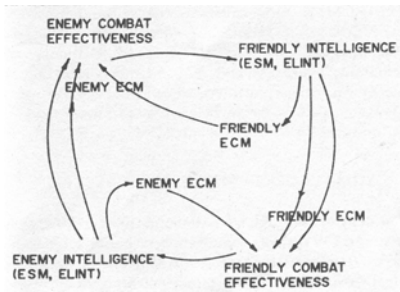 ENEMY COMBAT
EFFECTIVENESS
FRIENDLY INTELLIGENCE
(ESM, ELINT)
ENEMY ECM
FRIENDLY
ECM
ENEMY ECM
FRIENDLY ECM
ENEMY INTELLIGENCE
(ESM, ELINT)
FRIENDLY COMBAT
EFFECTIVENESS